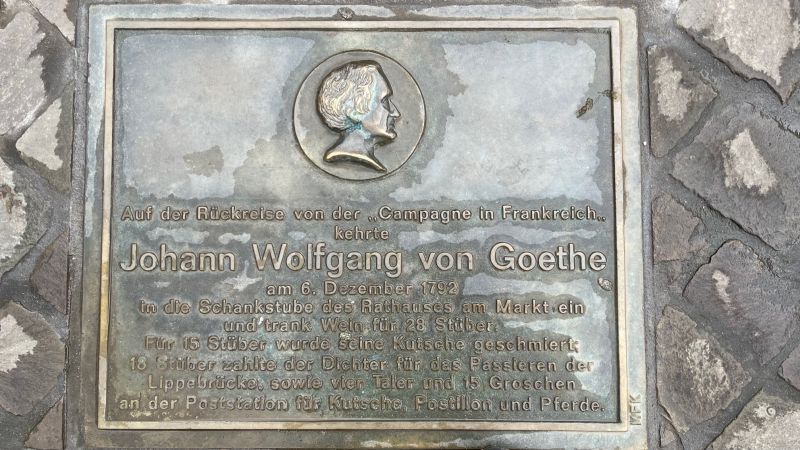 Auf der Rückreise von der „Campagne in Frankreich„
kehrte
Johann Wolfgang von Goethe
am 6. Dezember 1792
in die Schankstube des Rathauses am Markt ein
und trank Wein für 28 Stüber.
Für 15 Stüber wurde seine Kutsche geschmiert,
18 Stüber zahlte der Dichter für das Passieren der
Lippebrücke, sowie vier Taler und 15 Groschen
an der Poststation für Kutsche, Postillon und Pferde.